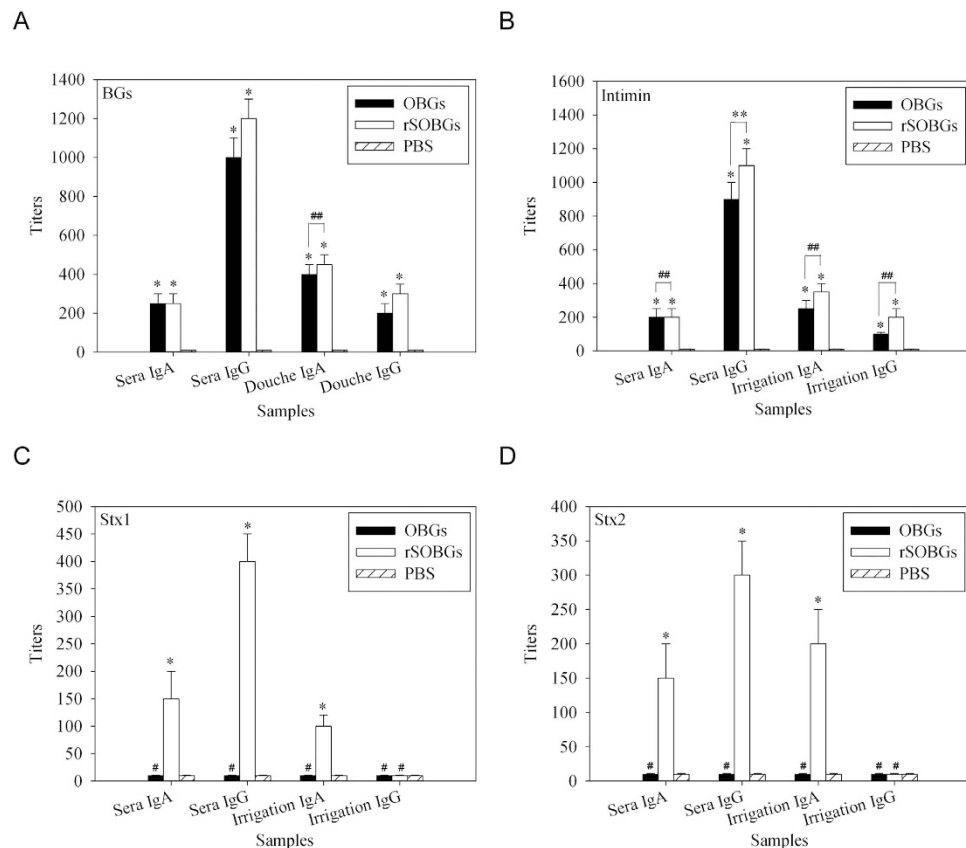 A
BGs
OBGs
rSOBGs
PBS
1400
1200
1000
800
600
400
200
0
Titers
* * * * ## * * * *
Sera IgA Sera IgG Douche IgA Douche IgG
Samples
B
Intimin
OBGs
rSOBGs
PBS
1600
1400
1200
1000
800
600
400
200
0
Titers
## * * ** * * ## * * ## * *
Sera IgA Sera IgG Irrigation IgA Irrigation IgG
Samples
C
Stx1
OBGs
rSOBGs
PBS
500
450
400
350
300
250
200
150
100
50
0
Titers
# * # * # * # #
Sera IgA Sera IgG Irrigation IgA Irrigation IgG
Samples
D
Stx2
OBGs
rSOBGs
PBS
400
350
300
250
200
150
100
50
0
Titers
# * # * # * # #
Sera IgA Sera IgG Irrigation IgA Irrigation IgG
Samples